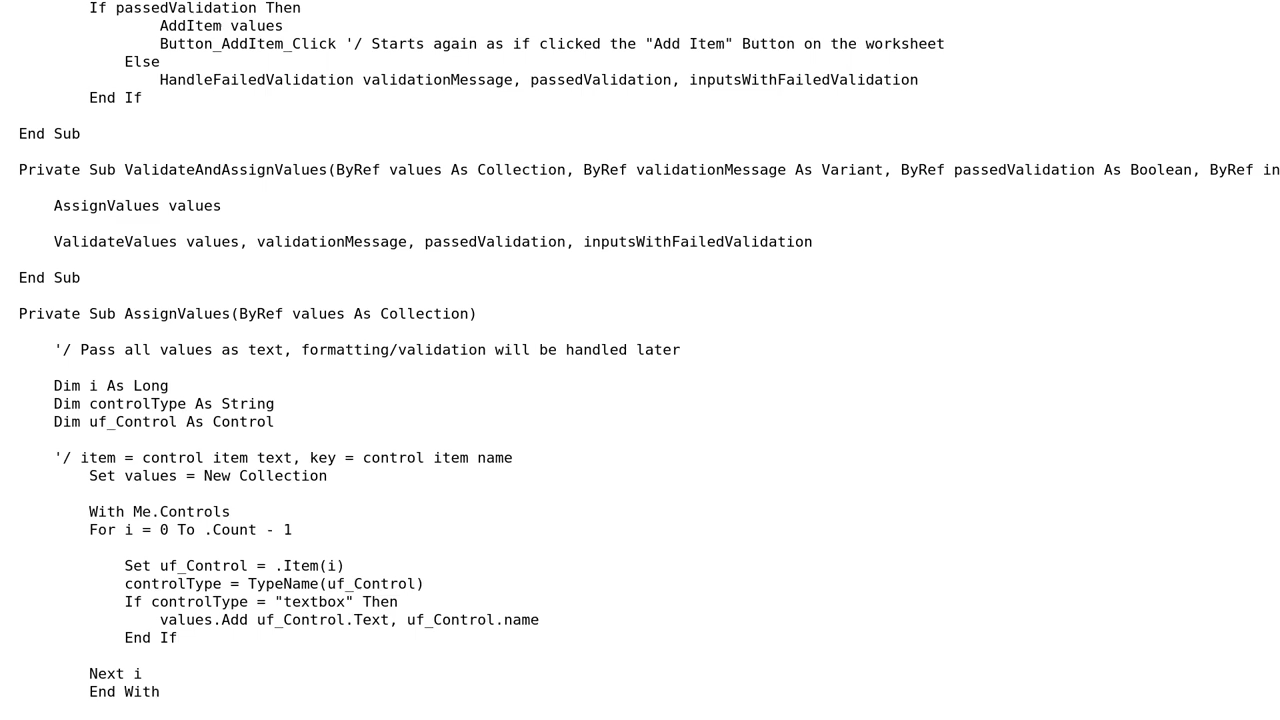 If passedValidation Then
AddItem values
Button_AddItem_Click '/ Starts again as if clicked the "Add Item" Button on the worksheet
Else
HandleFailedValidation validationMessage, passedValidation, inputsWithFailedValidation
End If
End Sub
Private Sub ValidateAndAssignValues(ByRef values As Collection, ByRef validationMessage As Variant, ByRef passedValidation As Boolean, ByRef in
AssignValues values
ValidateValues values, validationMessage, passedValidation, inputsWithFailedValidation
End Sub
Private Sub AssignValues(ByRef values As Collection)
'/ Pass all values as text, formatting/validation will be handled later
Dim i As Long
Dim controlType As String
Dim uf_Control As Control
'/ item = control item text, key = control item name
Set values = New Collection
With Me.Controls
For i = 0 To .Count - 1
Set uf_Control = .Item(i)
controlType = TypeName(uf_Control)
If controlType = "textbox" Then
values.Add uf_Control.Text, uf_Control.name
End If
Next i
End With